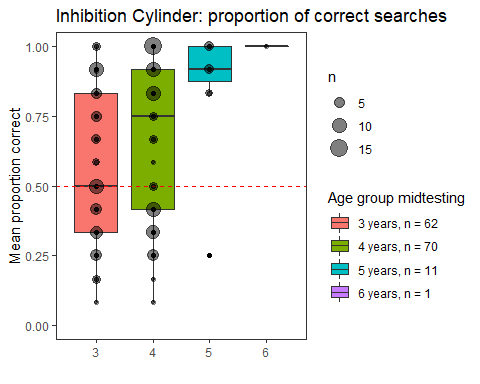 Inhibition Cylinder: proportion of correct searches
Mean proportion correct
1.00
0.75
0.50
0.25
0.00
3 4 5 6
n
5
10
15
Age group midtesting
3 years, n = 62
4 years, n = 70
5 years, n = 11
6 years, n = 1